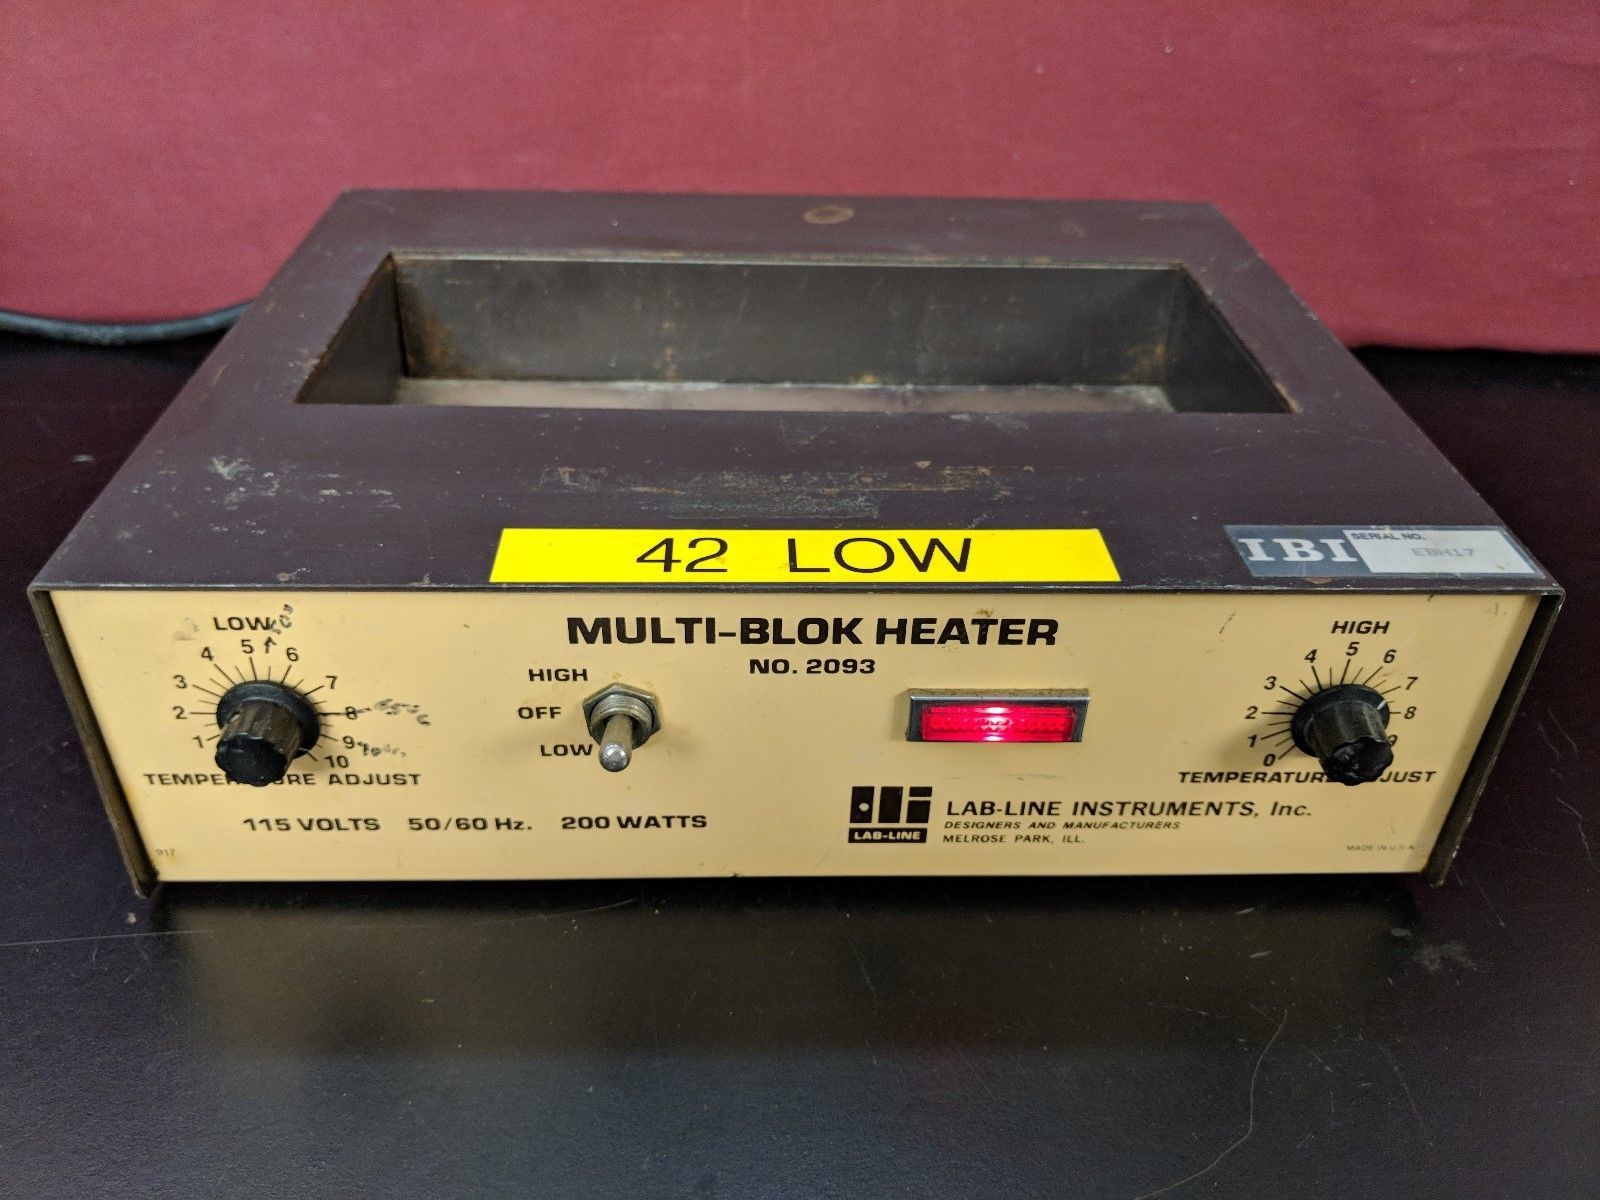 42 LOW
IBI SERIAL NO.
EBH17
LOW
1 2 3 4 5 6 7 8 9 10
TEMPERATURE ADJUST
MULTI-BLOK HEATER
NO. 2093
HIGH
OFF
LOW
HIGH
0 1 2 3 4 5 6 7 8 9
TEMPERATURE ADJUST
115 VOLTS 50/60 Hz. 200 WATTS
LAB-LINE
LAB-LINE INSTRUMENTS, Inc.
DESIGNERS AND MANUFACTURERS
MELROSE PARK, ILL.
917
MADE IN U.S.A.